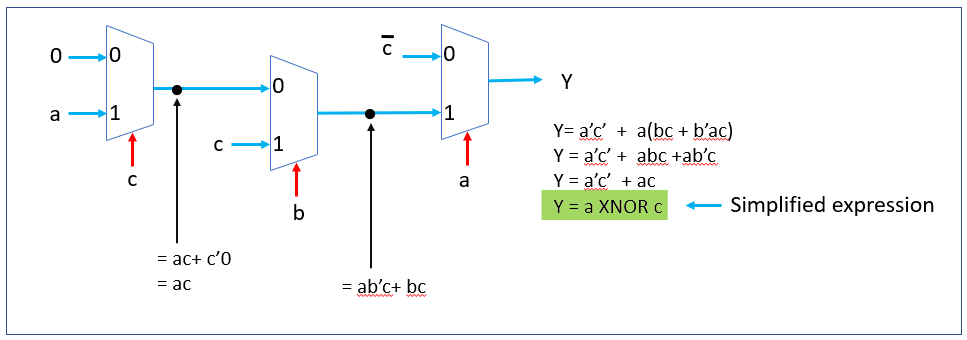 0
0
a
1
c
0
c
1
b
c̅
0
1
a
Y
= ac+ c’0
= ac
= ab’c+ bc
Y= a’c’ + a(bc + b’ac)
Y = a’c’ + abc +ab’c
Y = a’c’ + ac
Y = a XNOR c
Simplified expression